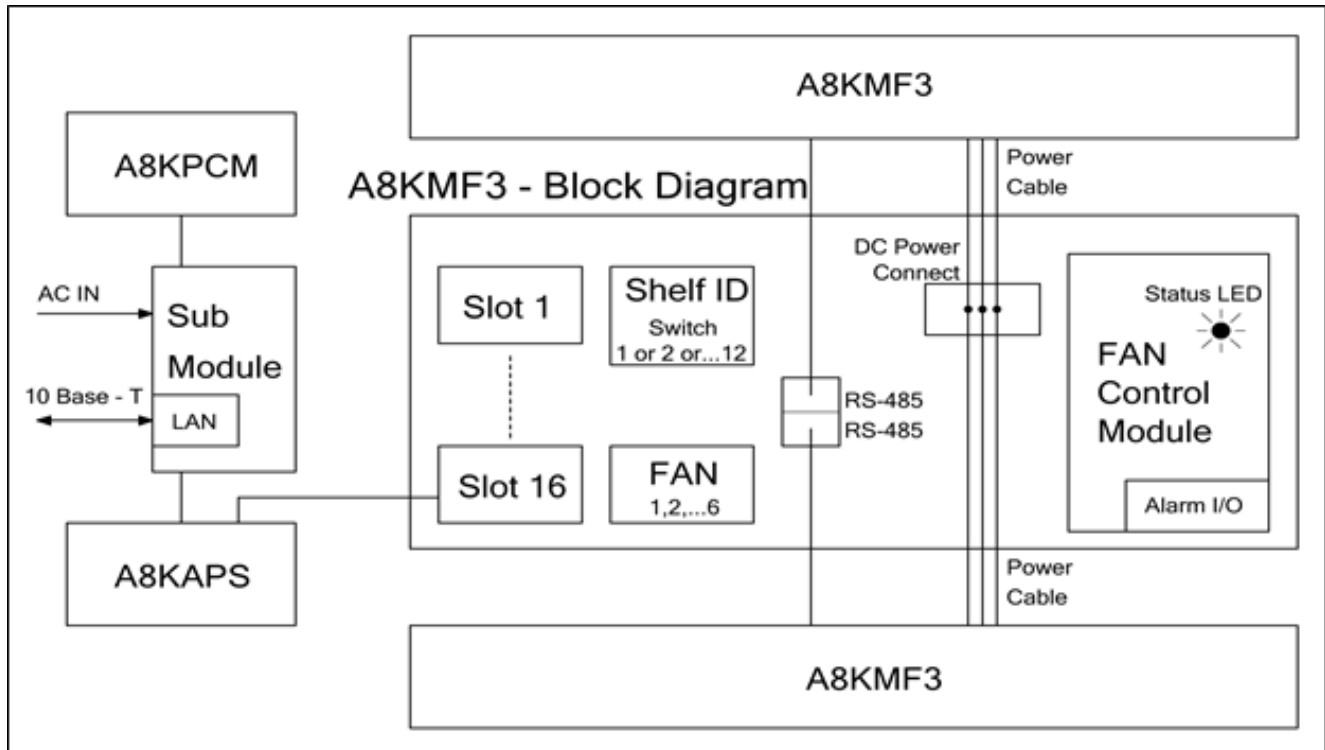 A8KMF3
A8KPCM
Power
Cable
A8KMF3 - Block Diagram
DC Power
Connect
AC IN
Sub
Module
10 Base - T
LAN
Slot 1
Shelf ID
Switch
1 or 2 or...12
Status LED
FAN
Control
Module
RS-485
RS-485
Slot 16
FAN
1,2,...6
Alarm I/O
A8KAPS
Power
Cable
A8KMF3